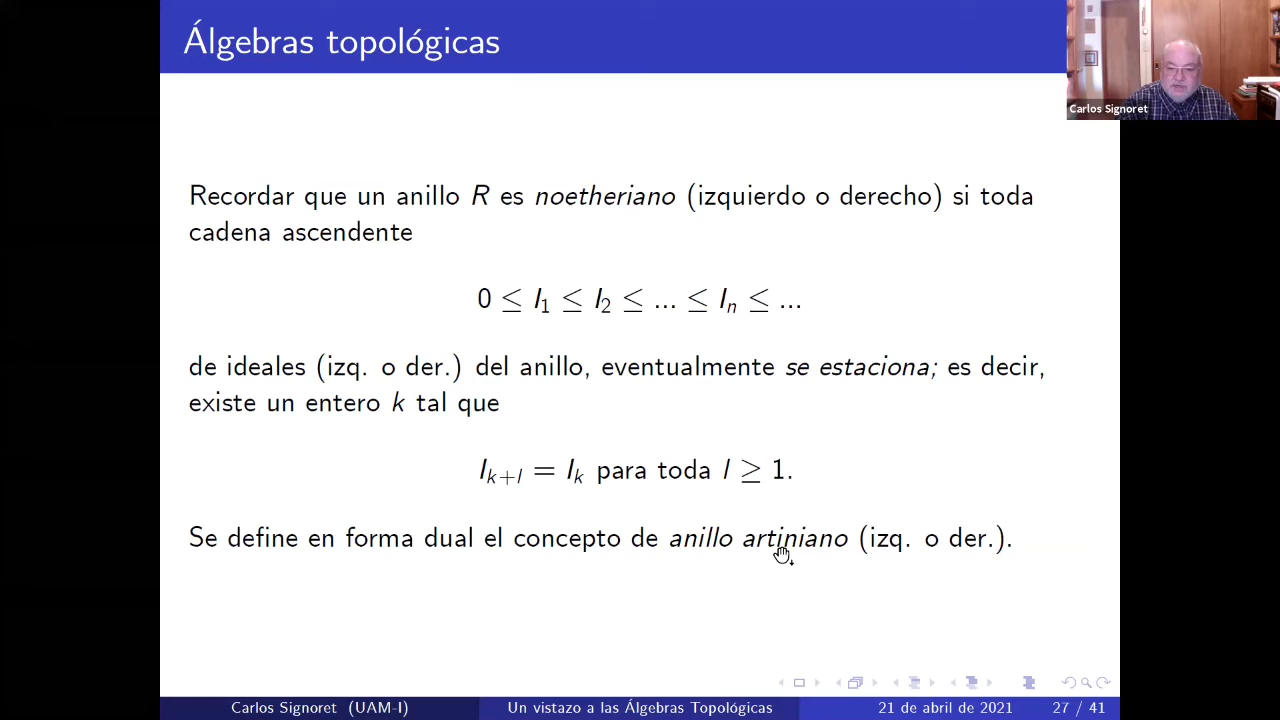 Álgebras topológicas
Carlos Signoret
Recordar que un anillo R es noetheriano (izquierdo o derecho) si toda
cadena ascendente
0 ≤ I₁ ≤ I₂ ≤ ... ≤ Iₙ ≤ ...
de ideales (izq. o der.) del anillo, eventualmente se estaciona; es decir,
existe un entero k tal que
Iₖ₊ₗ = Iₖ para toda l ≥ 1.
Se define en forma dual el concepto de anillo artiniano (izq. o der.).
Carlos Signoret (UAM-I) Un vistazo a las Álgebras Topológicas 21 de abril de 2021 27 / 41